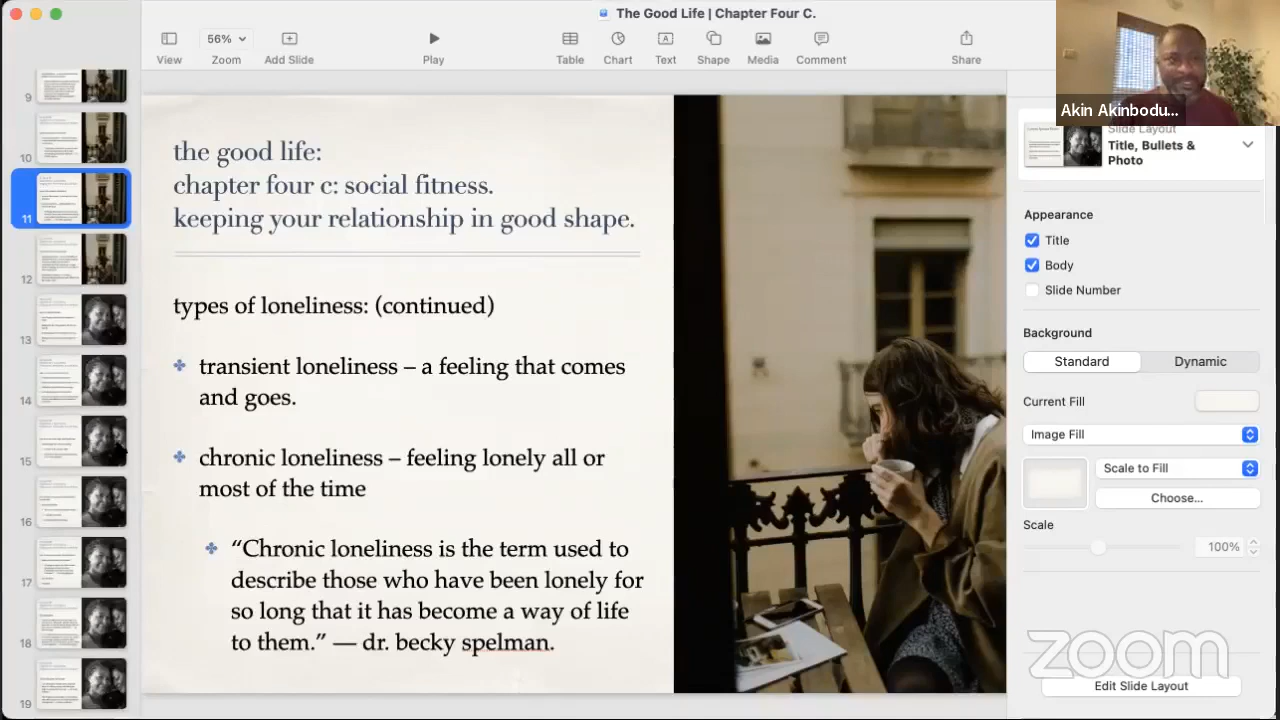 The Good Life | Chapter Four C.
56%
View
Zoom
Add Slide
Play
Table
Chart
Text
Shape
Media
Comment
Share
Akin Akinbodu...
9
10
11
12
13
14
15
16
17
18
19
the good life:
chapter four c: social fitness.
keeping your relationship in good shape.
types of loneliness: (continued)
transient loneliness – a feeling that comes
and goes.
chronic loneliness – feeling lonely all or
most of the time
“Chronic loneliness is the term used to
describe those who have been lonely for
so long that it has become a way of life
to them.” — dr. becky spelman.
Slide Layout
Title, Bullets &
Photo
Appearance
Title
Body
Slide Number
Background
Standard
Dynamic
Current Fill
Image Fill
Scale to Fill
Choose...
Scale
100%
Edit Slide Layout
zoom